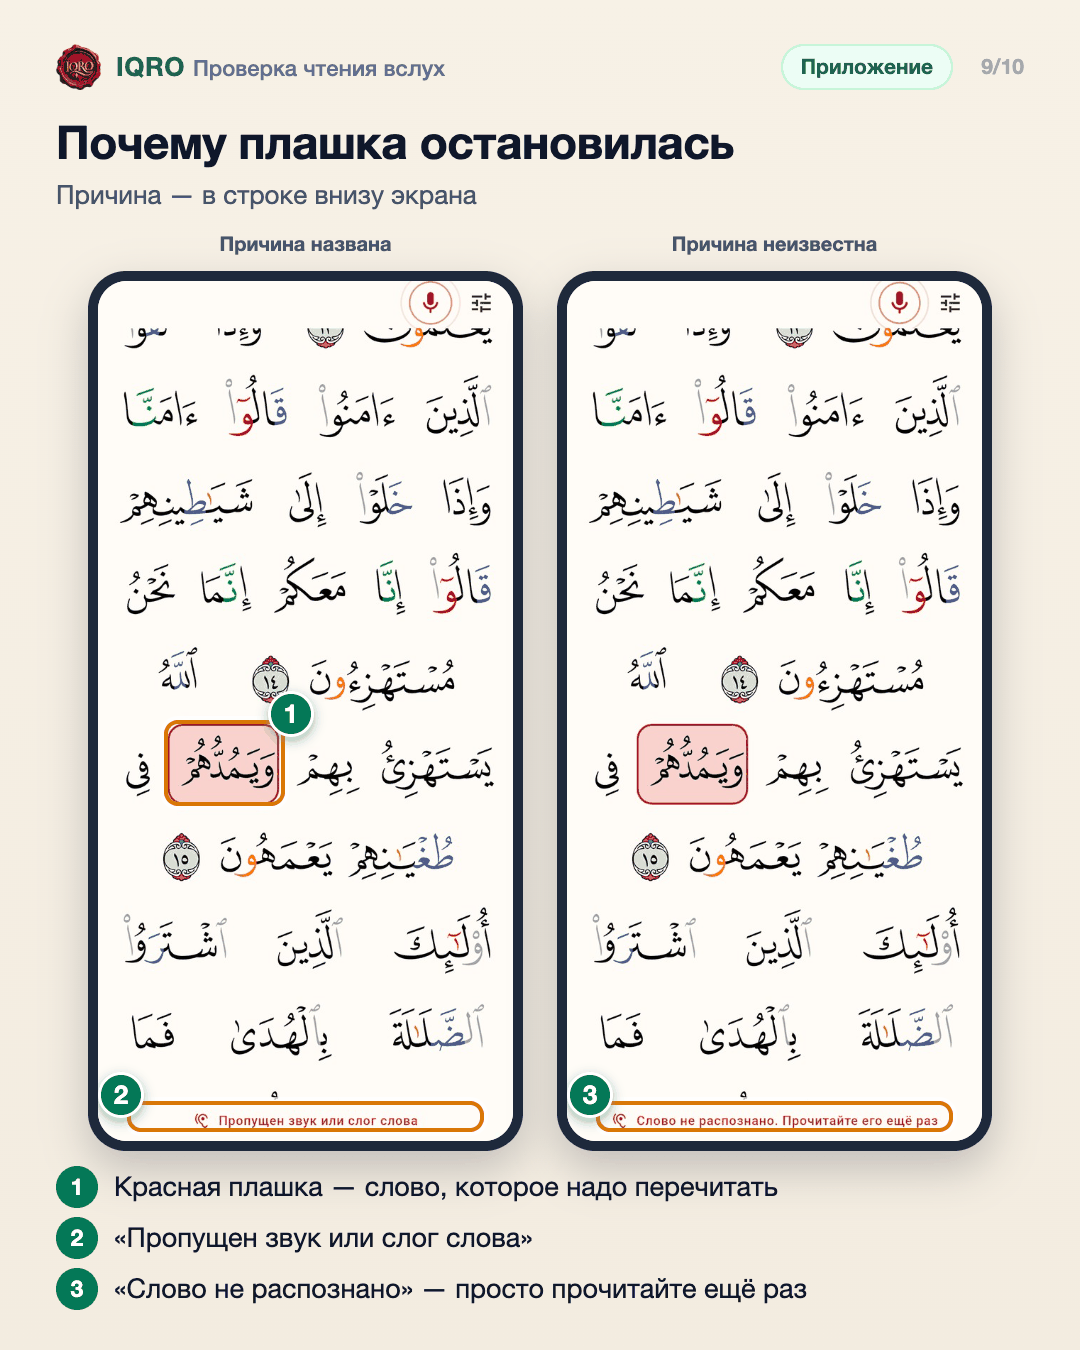 IQRO Проверка чтения вслух
Приложение
9/10
Почему плашка остановилась
Причина — в строке внизу экрана
Причина названа
ٱلَّذِينَ ءَامَنُوا۟ قَالُوٓا۟ ءَامَنَّا
وَإِذَا خَلَوْا۟ إِلَىٰ شَيَـٰطِينِهِمْ
قَالُوٓا۟ إِنَّا مَعَكُمْ إِنَّمَا نَحْنُ
مُسْتَهْزِءُونَ ١٤ ٱللَّهُ
1
يَسْتَهْزِئُ بِهِمْ وَيَمُدُّهُمْ فِى
طُغْيَـٰنِهِمْ يَعْمَهُونَ ١٥
أُو۟لَـٰٓئِكَ ٱلَّذِينَ ٱشْتَرَوُا۟
ٱلضَّلَـٰلَةَ بِٱلْهُدَىٰ فَمَا
2
Пропущен звук или слог слова
Причина неизвестна
ٱلَّذِينَ ءَامَنُوا۟ قَالُوٓا۟ ءَامَنَّا
وَإِذَا خَلَوْا۟ إِلَىٰ شَيَـٰطِينِهِمْ
قَالُوٓا۟ إِنَّا مَعَكُمْ إِنَّمَا نَحْنُ
مُسْتَهْزِءُونَ ١٤ ٱللَّهُ
يَسْتَهْزِئُ بِهِمْ وَيَمُدُّهُمْ فِى
طُغْيَـٰنِهِمْ يَعْمَهُونَ ١٥
أُو۟لَـٰٓئِكَ ٱلَّذِينَ ٱشْتَرَوُا۟
ٱلضَّلَـٰلَةَ بِٱلْهُدَىٰ فَمَا
3
Слово не распознано. Прочитайте его ещё раз
1 Красная плашка — слово, которое надо перечитать
2 «Пропущен звук или слог слова»
3 «Слово не распознано» — просто прочитайте ещё раз